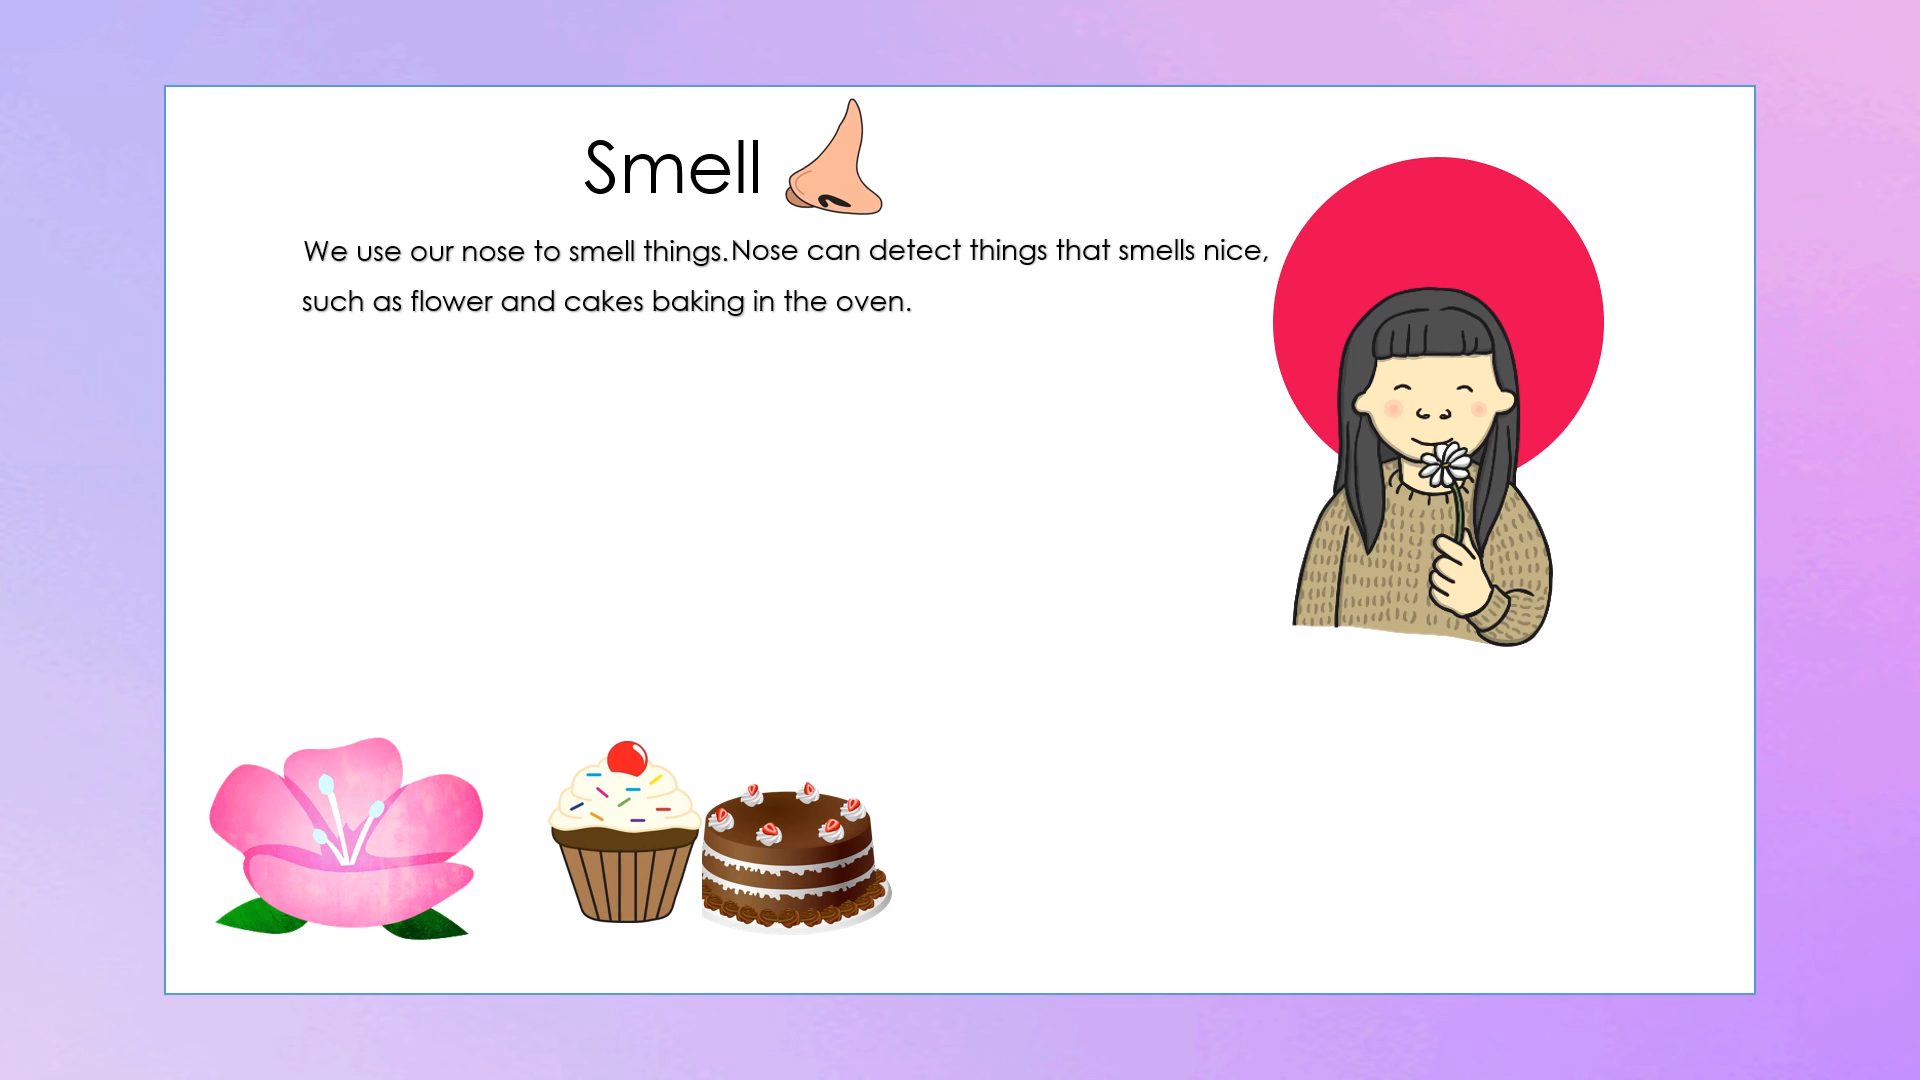 Smell
We use our nose to smell things.Nose can detect things that smells nice,
such as flower and cakes baking in the oven.